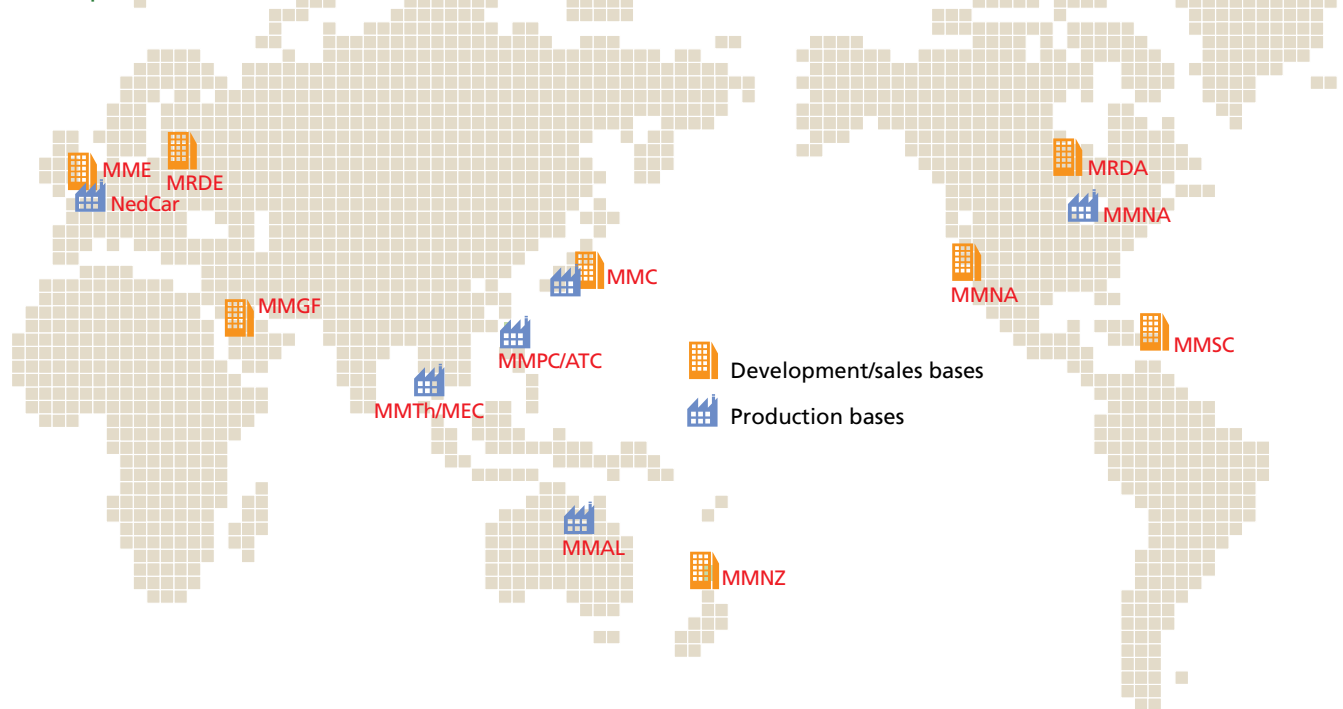 MME
MRDE
NedCar
MRDA
MMNA
MMC
MMNA
MMGF
MMSC
MMPC/ATC
Development/sales bases
MMTh/MEC
Production bases
MMAL
MMNZ